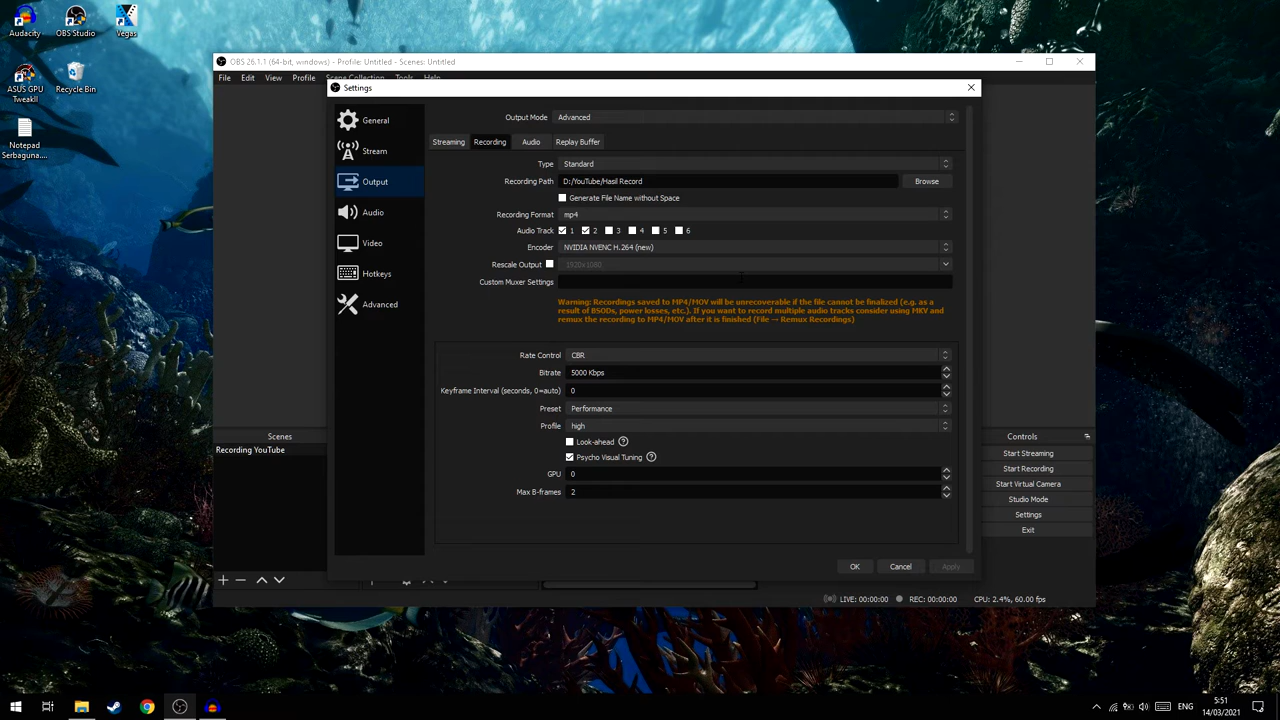 Audacity
OBS Studio
Vegas
ASUS GPU
TweakII
Recycle Bin
Notepad
Serbaguna....
OBS 26.1.1 (64-bit, windows) - Profile: Untitled - Scenes: Untitled
File Edit View Profile Scene Collection Tools Help
Settings
General
Stream
Output
Audio
Video
Hotkeys
Advanced
Output Mode Advanced
Streaming Recording Audio Replay Buffer
Type Standard
Recording Path D:/YouTube/Hasil Record Browse
Generate File Name without Space
Recording Format mp4
Audio Track 1 2 3 4 5 6
Encoder NVIDIA NVENC H.264 (new)
Rescale Output 1920x1080
Custom Muxer Settings
Warning: Recordings saved to MP4/MOV will be unrecoverable if the file cannot be finalized (e.g. as a
result of BSODs, power losses, etc.). If you want to record multiple audio tracks consider using MKV and
remux the recording to MP4/MOV after it is finished (File → Remux Recordings)
Rate Control CBR
Bitrate 5000 Kbps
Keyframe Interval (seconds, 0=auto) 0
Preset Performance
Profile high
Look-ahead ?
Psycho Visual Tuning ?
GPU 0
Max B-frames 2
OK Cancel Apply
Scenes
Recording YouTube
Controls
Start Streaming
Start Recording
Start Virtual Camera
Studio Mode
Settings
Exit
LIVE: 00:00:00 REC: 00:00:00 CPU: 2.4%, 60.00 fps
ENG
5:51
14/03/2021